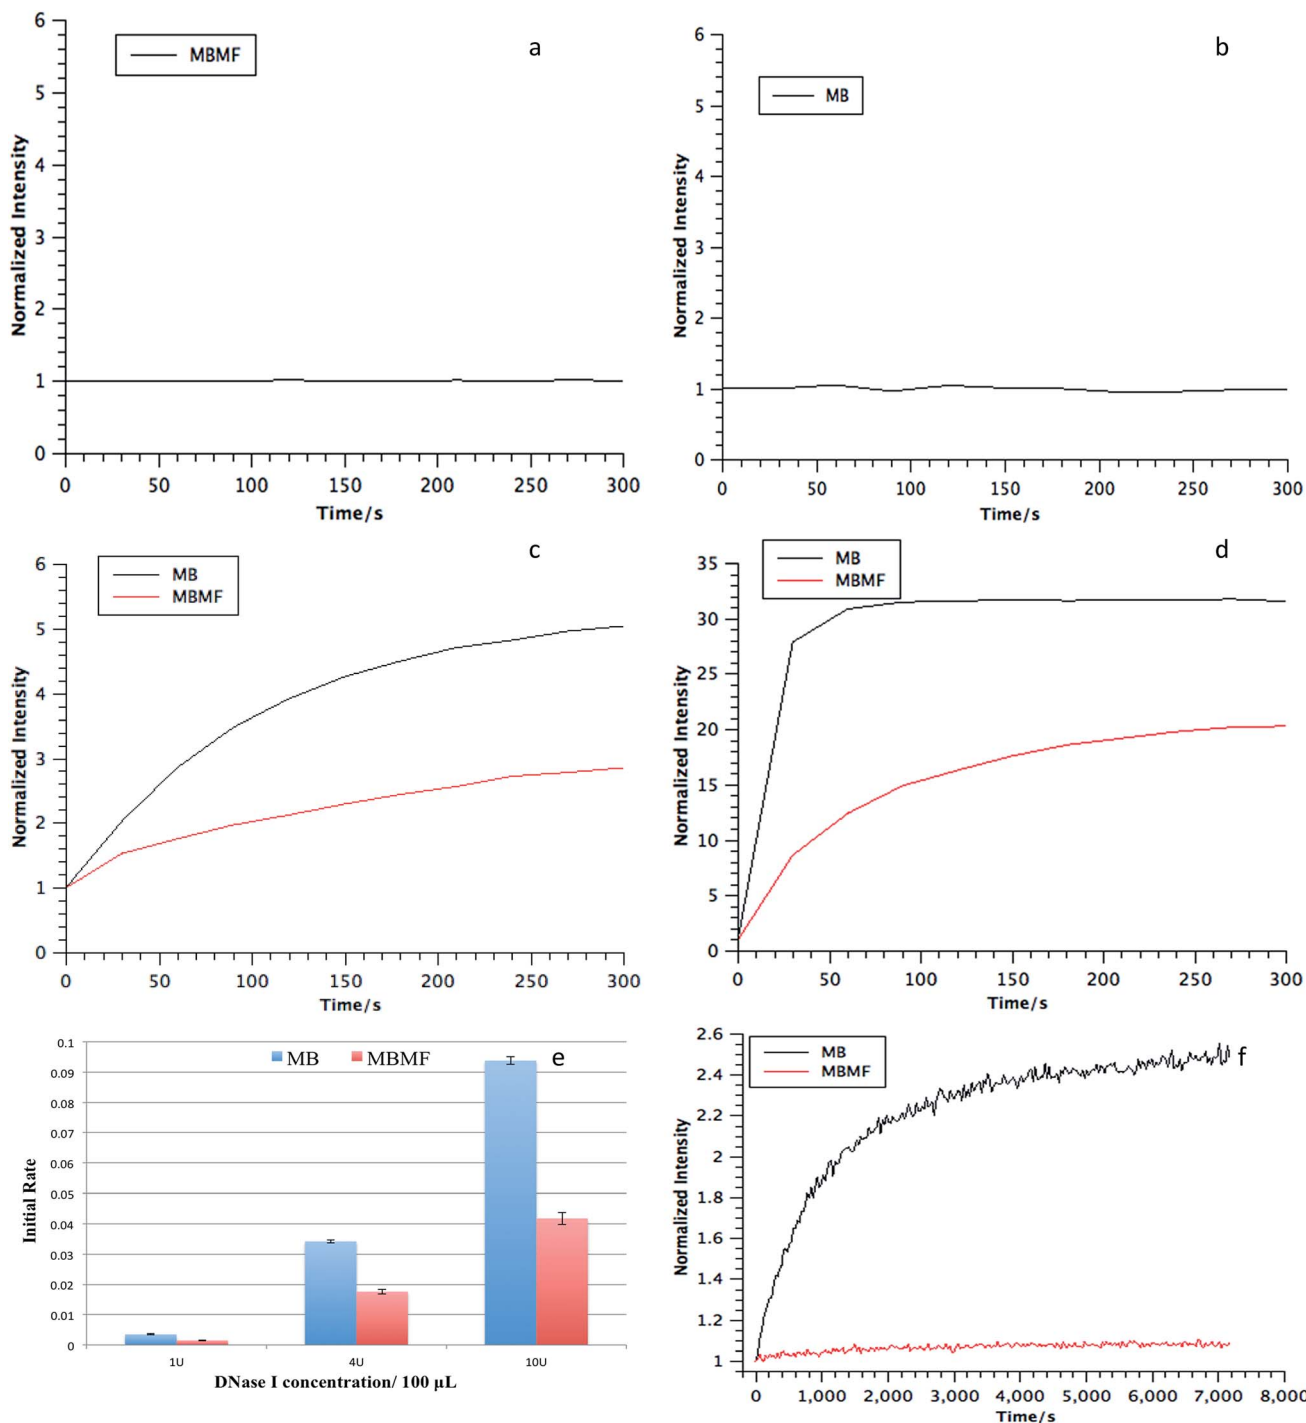 a
MBMF
Normalized Intensity
6
5
4
3
2
1
0
0 50 100 150 200 250 300
Time/s
b
MB
Normalized Intensity
6
5
4
3
2
1
0
0 50 100 150 200 250 300
Time/s
c
MB
MBMF
Normalized Intensity
6
5
4
3
2
1
0
0 50 100 150 200 250 300
Time/s
d
MB
MBMF
Normalized Intensity
35
30
25
20
15
10
5
0
0 50 100 150 200 250 300
Time/s
MB MBMF e
Initial Rate
0.1
0.09
0.08
0.07
0.06
0.05
0.04
0.03
0.02
0.01
0
1U 4U 10U
DNase I concentration/ 100 µL
f
MB
MBMF
Normalized Intensity
2.6
2.4
2.2
2
1.8
1.6
1.4
1.2
1
0 1,000 2,000 3,000 4,000 5,000 6,000 7,000 8,000
Time/s